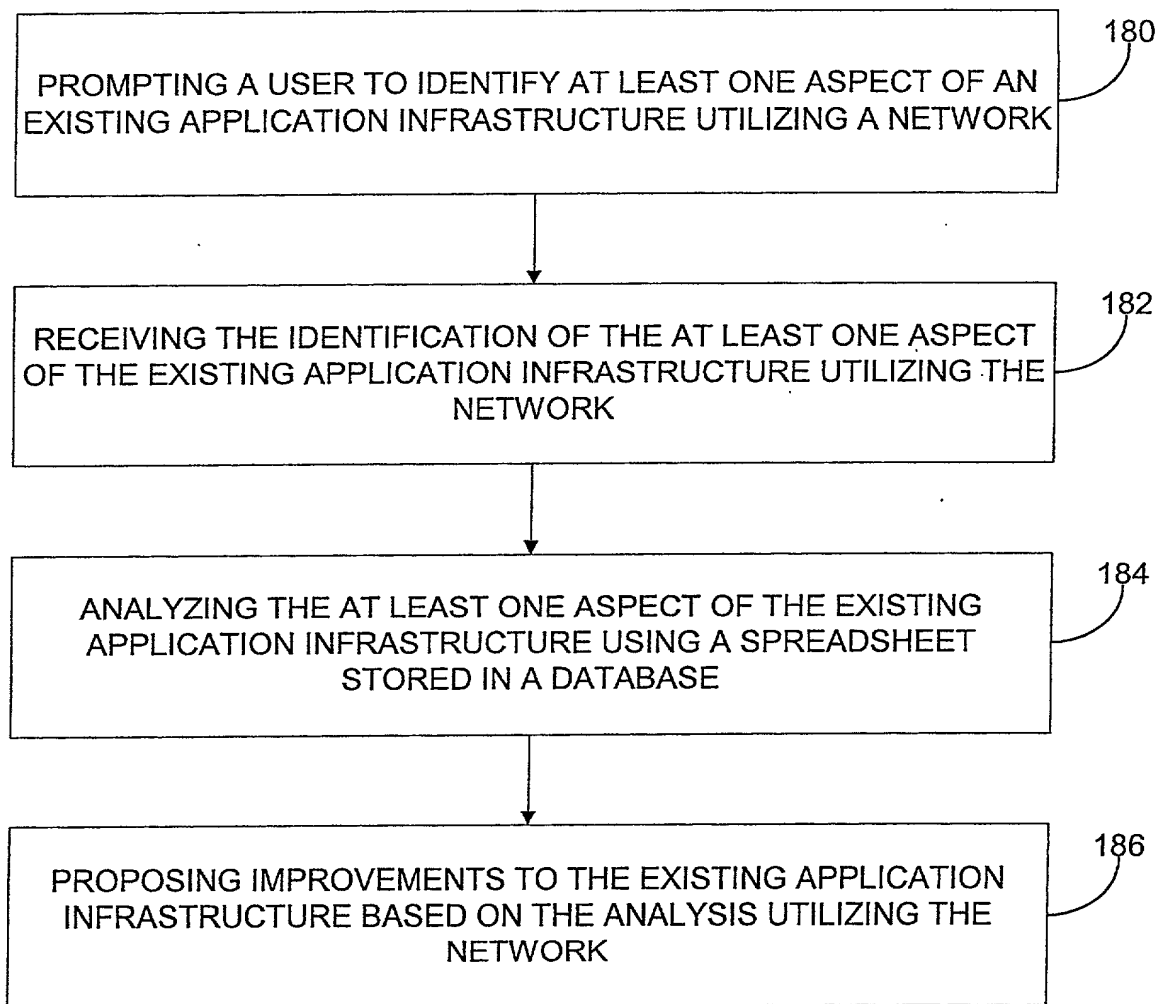 180
PROMPTING A USER TO IDENTIFY AT LEAST ONE ASPECT OF AN
EXISTING APPLICATION INFRASTRUCTURE UTILIZING A NETWORK
182
RECEIVING THE IDENTIFICATION OF THE AT LEAST ONE ASPECT
OF THE EXISTING APPLICATION INFRASTRUCTURE UTILIZING THE
NETWORK
184
ANALYZING THE AT LEAST ONE ASPECT OF THE EXISTING
APPLICATION INFRASTRUCTURE USING A SPREADSHEET
STORED IN A DATABASE
186
PROPOSING IMPROVEMENTS TO THE EXISTING APPLICATION
INFRASTRUCTURE BASED ON THE ANALYSIS UTILIZING THE
NETWORK